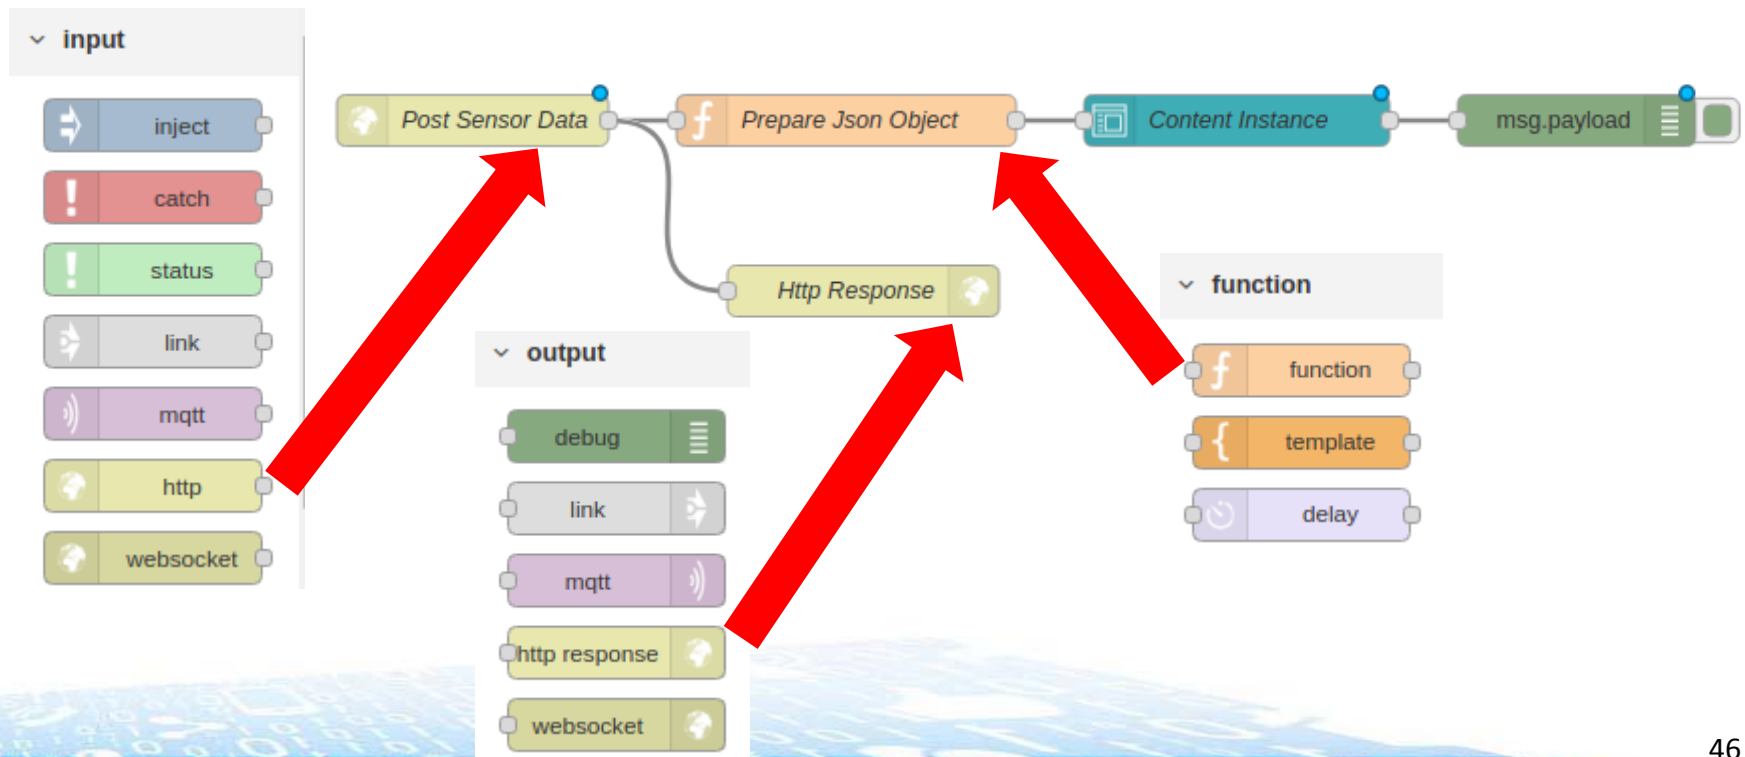 input
inject
catch
status
link
mqtt
http
websocket
Post Sensor Data
Prepare Json Object
Content Instance
msg.payload
Http Response
output
debug
link
mqtt
http response
websocket
function
function
template
delay
46